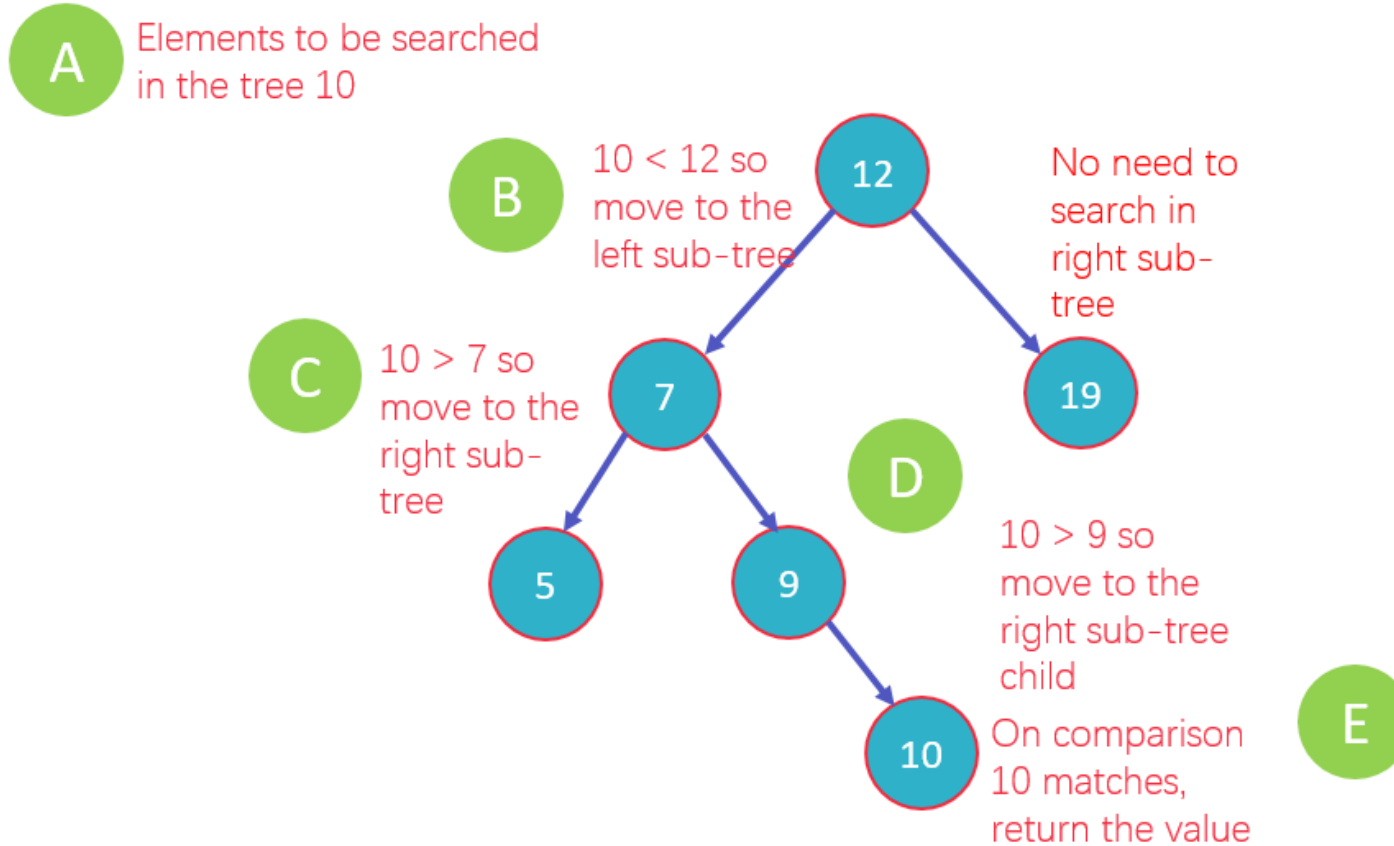 A
Elements to be searched
in the tree 10
B
10 < 12 so
move to the
left sub-tree
12
No need to
search in
right sub-
tree
C
10 > 7 so
move to the
right sub-
tree
7
19
D
5
9
10 > 9 so
move to the
right sub-tree
child
10
On comparison
10 matches,
return the value
E